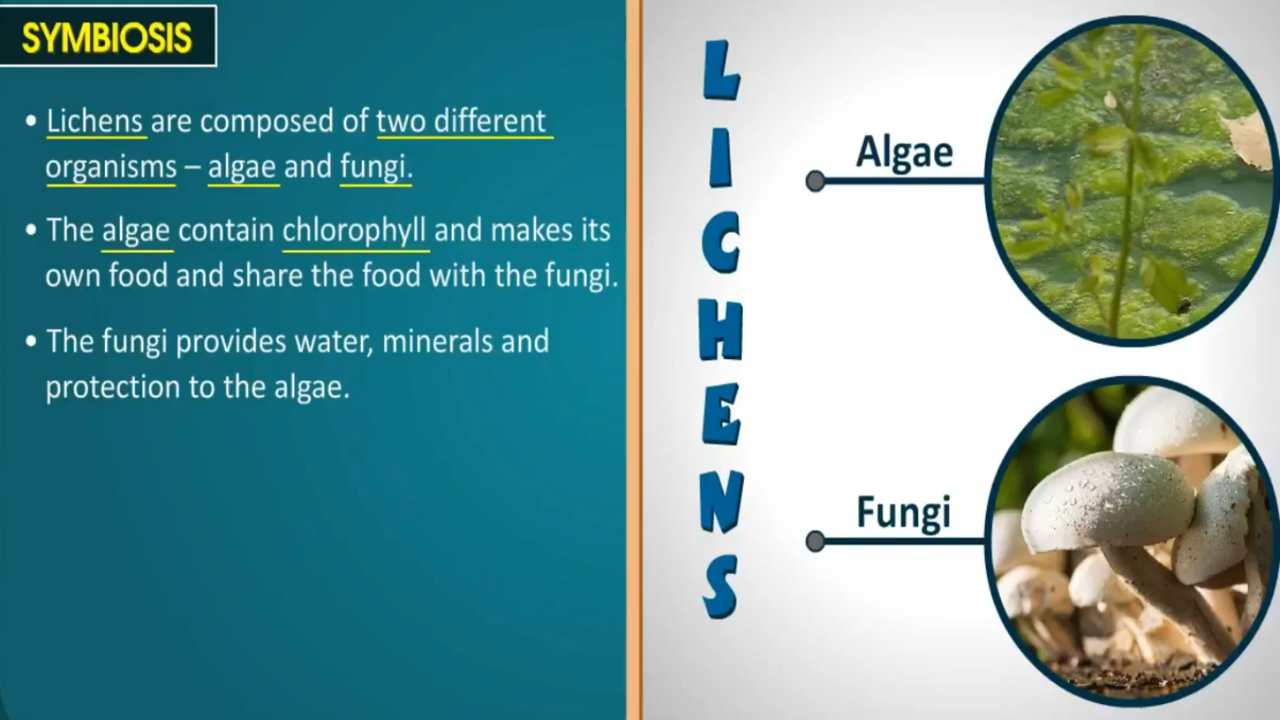 SYMBIOSIS
• Lichens are composed of two different
organisms – algae and fungi.
• The algae contain chlorophyll and makes its
own food and share the food with the fungi.
• The fungi provides water, minerals and
protection to the algae.
LICHENS
Algae
Fungi